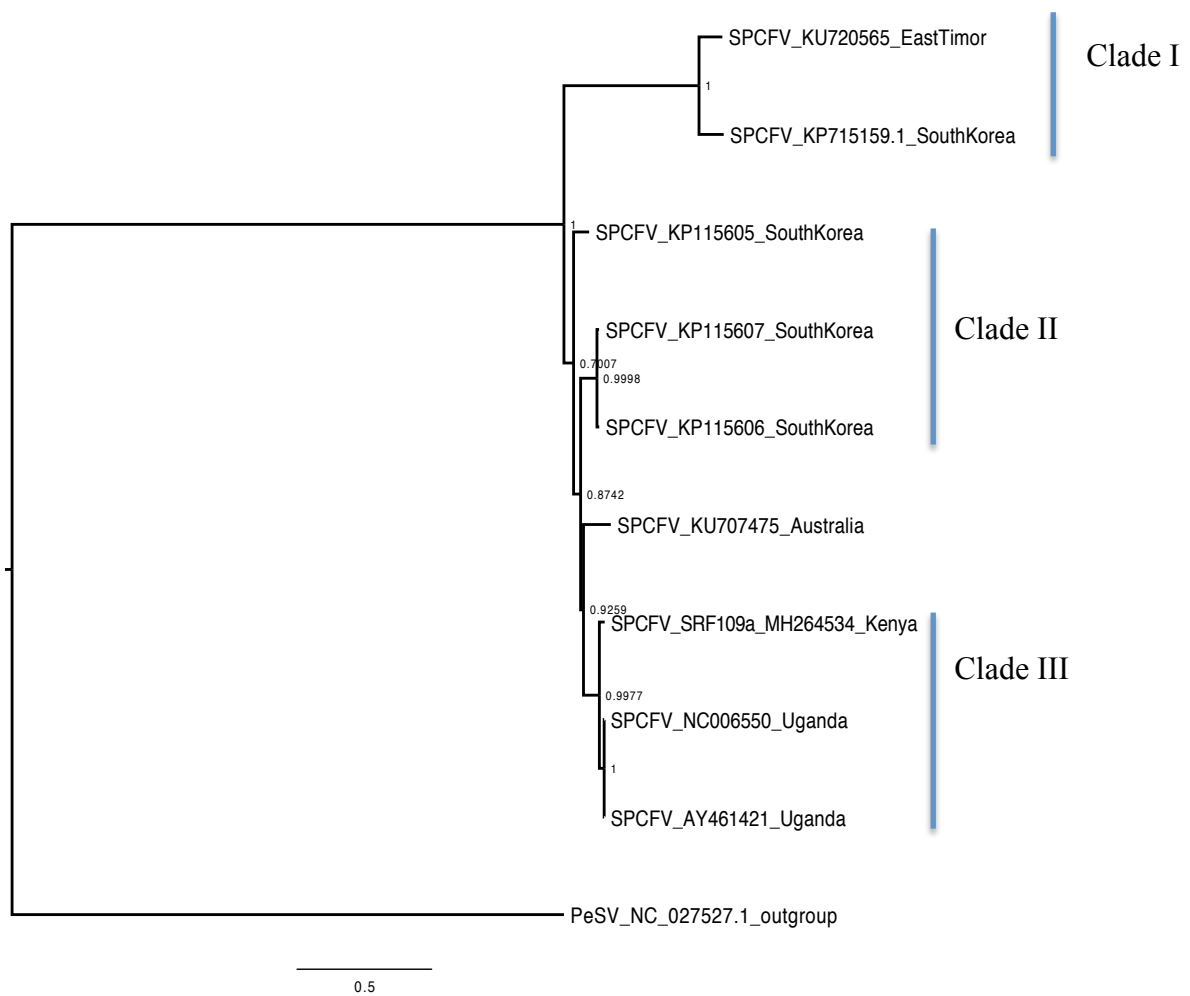 SPCFV_KU720565_EastTimor
Clade I
1
SPCFV_KP715159.1_SouthKorea
1
SPCFV_KP115605_SouthKorea
SPCFV_KP115607_SouthKorea
Clade II
0.7007
0.9998
SPCFV_KP115606_SouthKorea
0.8742
SPCFV_KU707475_Australia
0.9259
SPCFV_SRF109a_MH264534_Kenya
Clade III
0.9977
SPCFV_NC006550_Uganda
1
SPCFV_AY461421_Uganda
PeSV_NC_027527.1_outgroup
0.5